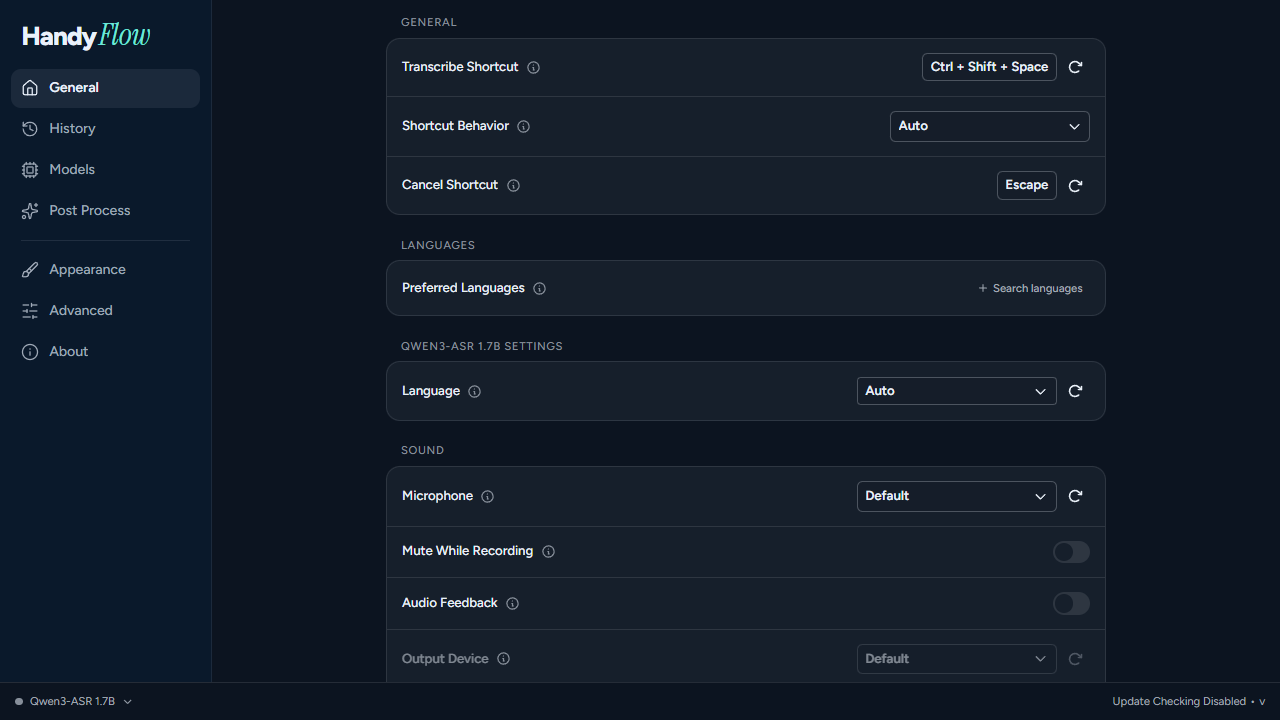 Handy Flow
General
History
Models
Post Process
Appearance
Advanced
About
GENERAL
Transcribe Shortcut
Ctrl + Shift + Space
Shortcut Behavior
Auto
Cancel Shortcut
Escape
LANGUAGES
Preferred Languages
+ Search languages
QWEN3-ASR 1.7B SETTINGS
Language
Auto
SOUND
Microphone
Default
Mute While Recording
Audio Feedback
Output Device
Default
Qwen3-ASR 1.7B
Update Checking Disabled • v